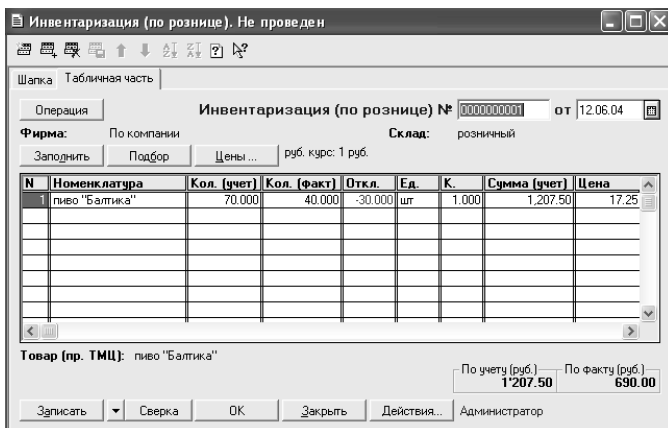 Инвентаризация (по рознице). Не проведен
Шапка Табличная часть
Операция Инвентаризация (по рознице) № 0000000001 от 12.06.04
Фирма: По компании Склад: розничный
Заполнить Подбор Цены ... руб. курс: 1 руб.
N Номенклатура Кол. (учет) Кол. (факт) Откл. Ед. К. Сумма (учет) Цена
1 пиво "Балтика" 70.000 40.000 -30.000 шт 1.000 1,207.50 17.25
Товар (пр. ТМЦ): пиво "Балтика"
По учету (руб.) По факту (руб.)
1'207.50 690.00
Записать Сверка OK Закрыть Действия... Администратор